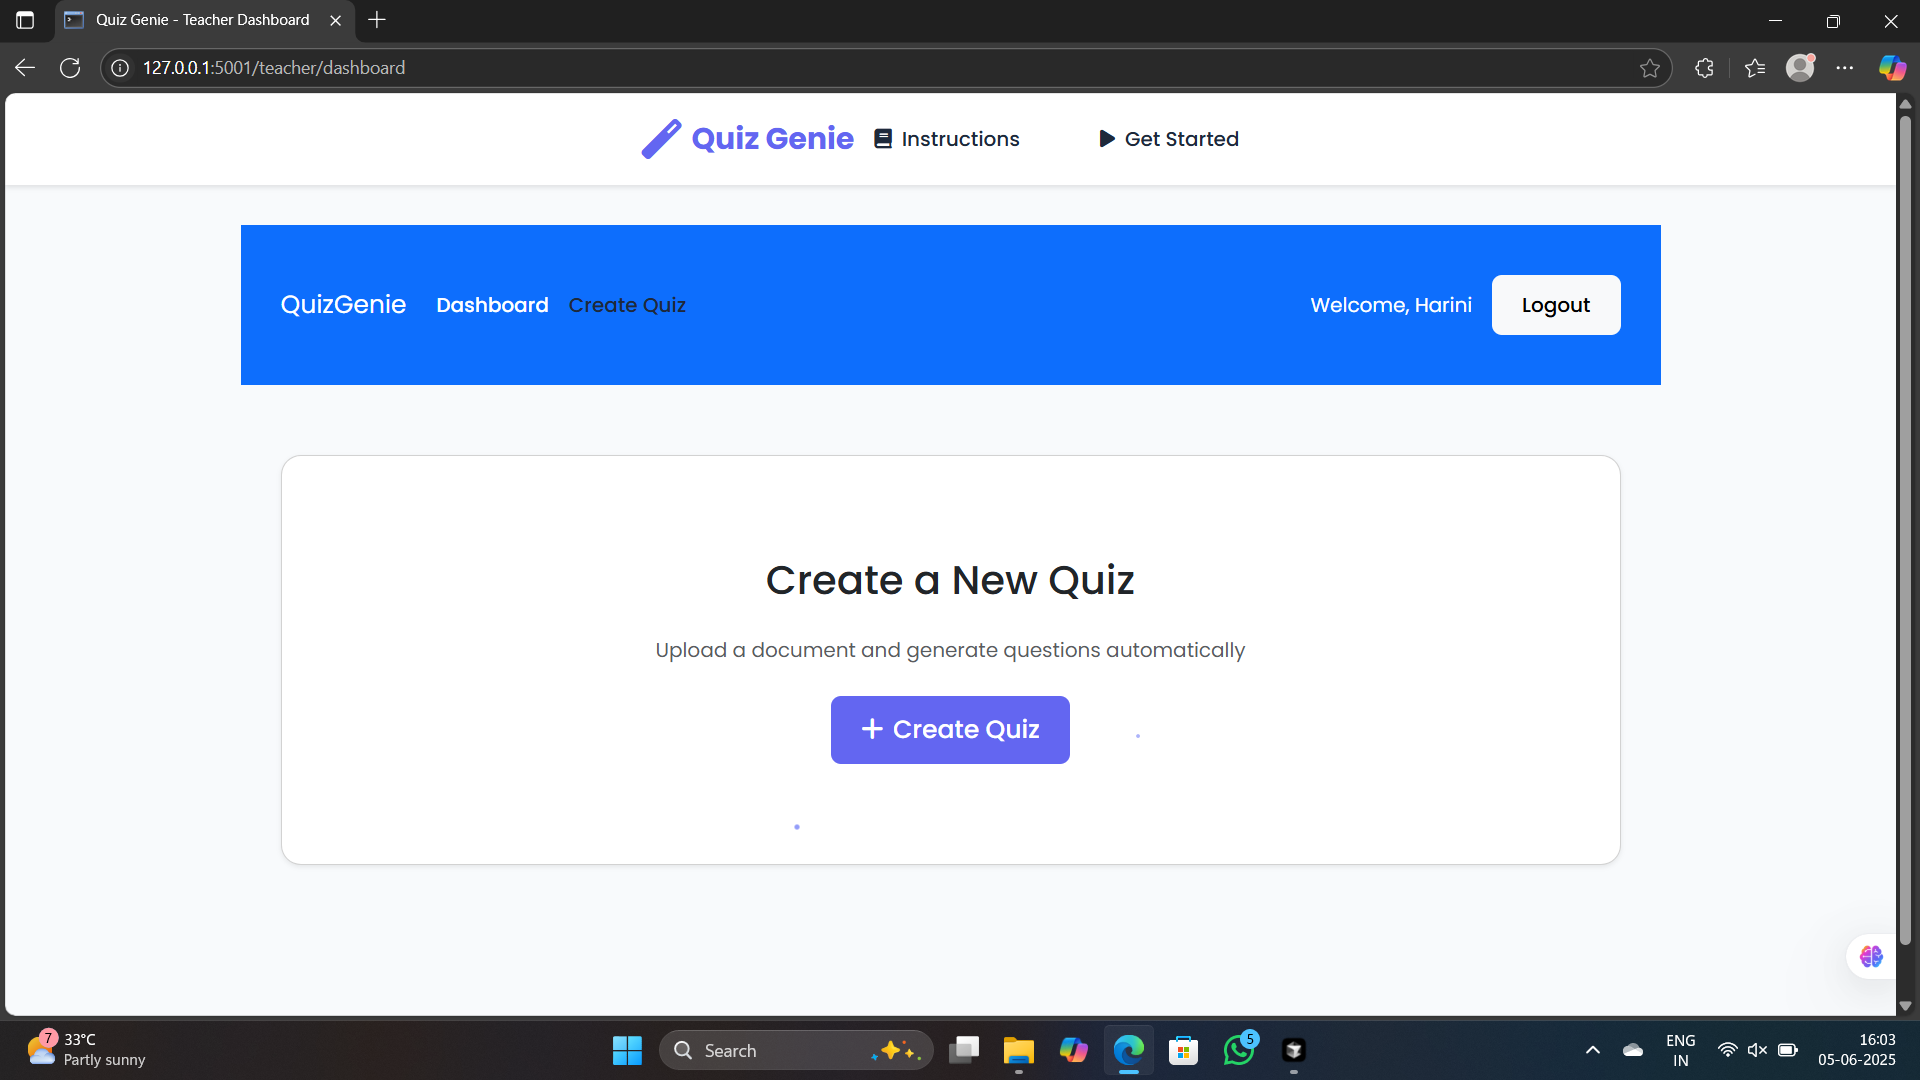 Quiz Genie - Teacher Dashboard
127.0.0.1:5001/teacher/dashboard
Quiz Genie Instructions Get Started
QuizGenie Dashboard Create Quiz Welcome, Harini Logout
Create a New Quiz
Upload a document and generate questions automatically
+ Create Quiz
7 33°C
Partly sunny
Search
5
ENG
IN
16:03
05-06-2025